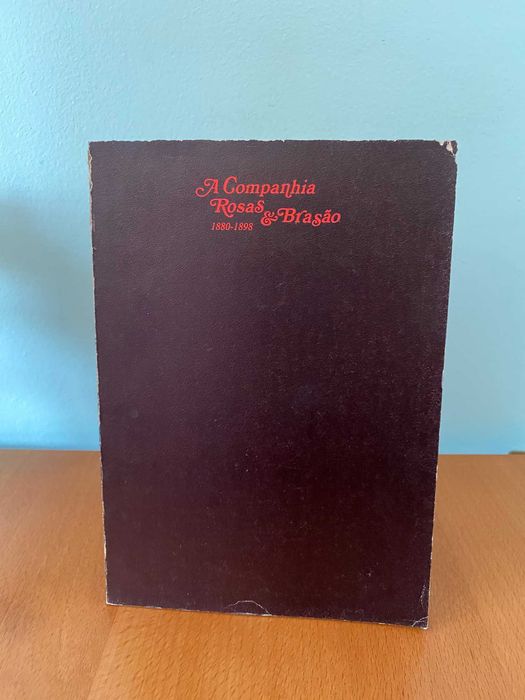 A Companhia
Rosas
& Brasão
1880-1898